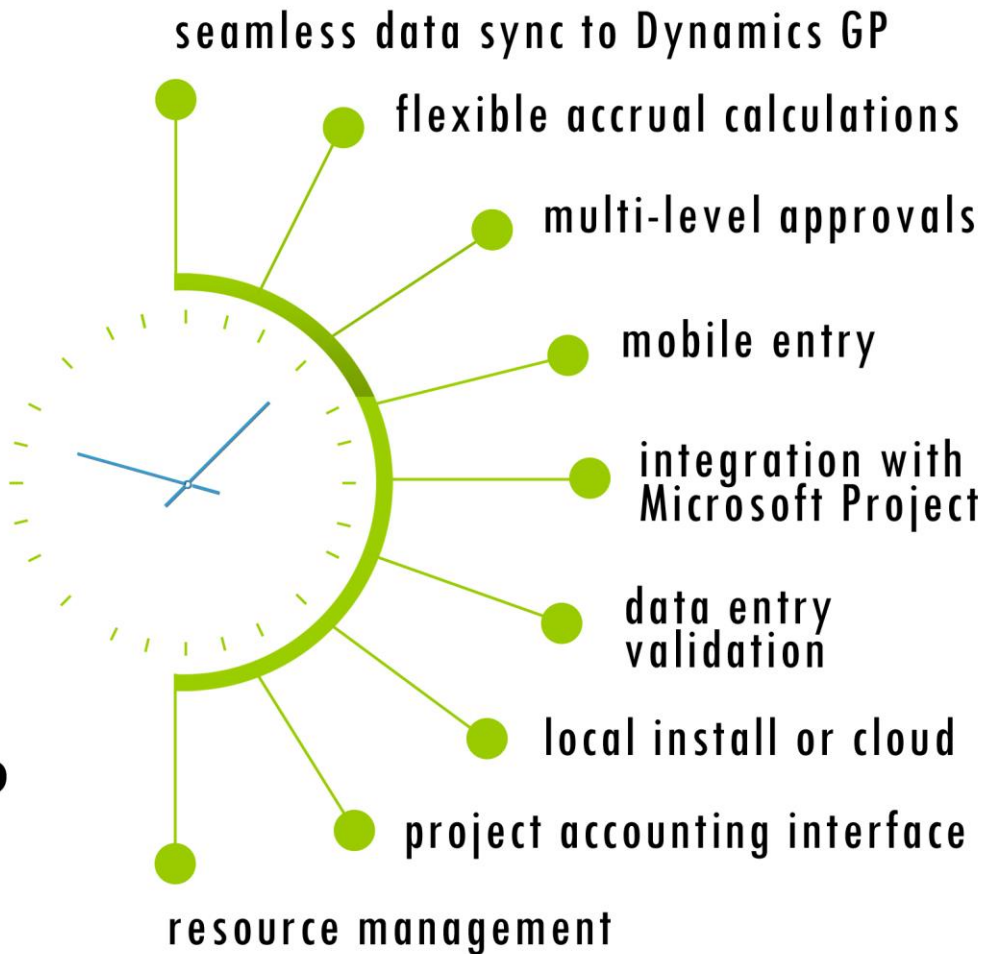 seamless data sync to Dynamics GP
flexible accrual calculations
multi-level approvals
mobile entry
integration with
Microsoft Project
data entry
validation
local install or cloud
project accounting interface
resource management